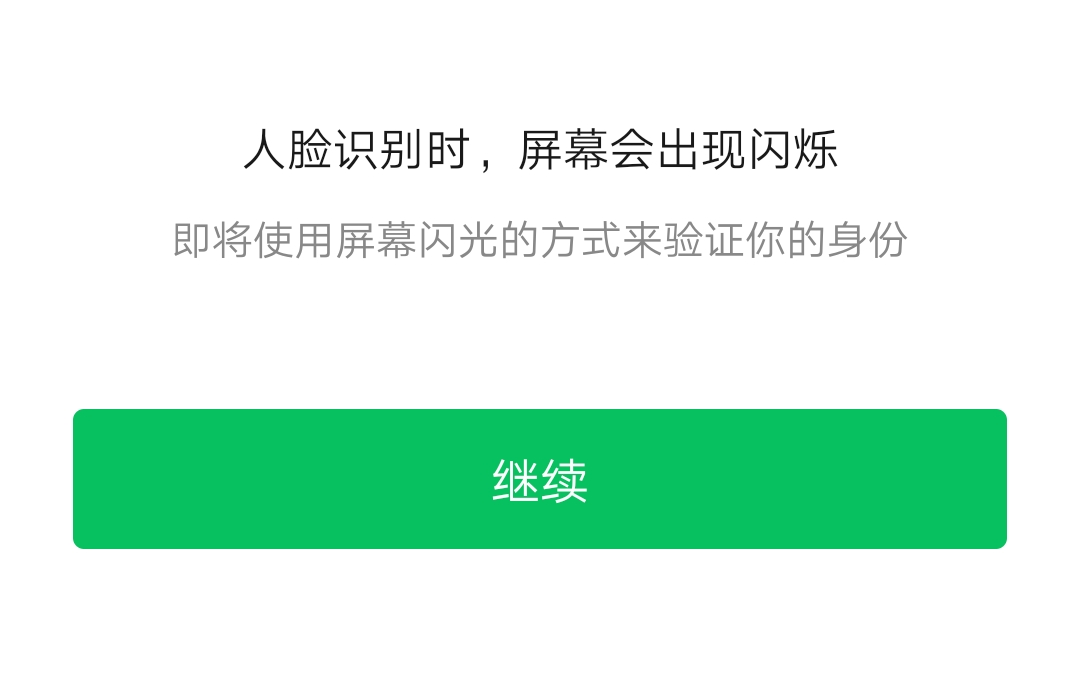 人脸识别时，屏幕会出现闪烁
即将使用屏幕闪光的方式来验证你的身份
继续